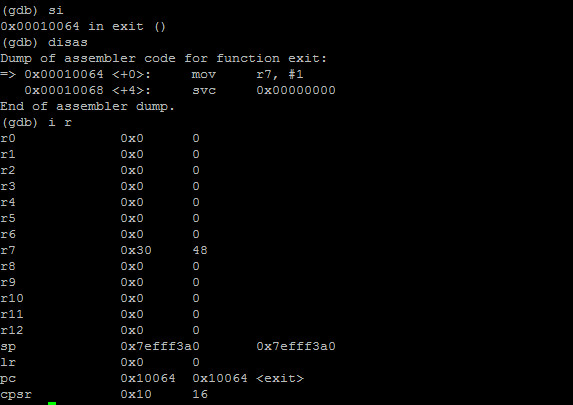 (gdb) si
0x00010064 in exit ()
(gdb) disas
Dump of assembler code for function exit:
=> 0x00010064 <+0>:     mov     r7, #1
   0x00010068 <+4>:     svc     0x00000000
End of assembler dump.
(gdb) i r
r0             0x0      0
r1             0x0      0
r2             0x0      0
r3             0x0      0
r4             0x0      0
r5             0x0      0
r6             0x0      0
r7             0x30     48
r8             0x0      0
r9             0x0      0
r10            0x0      0
r11            0x0      0
r12            0x0      0
sp             0x7efff3a0       0x7efff3a0
lr             0x0      0
pc             0x10064  0x10064 <exit>
cpsr           0x10     16